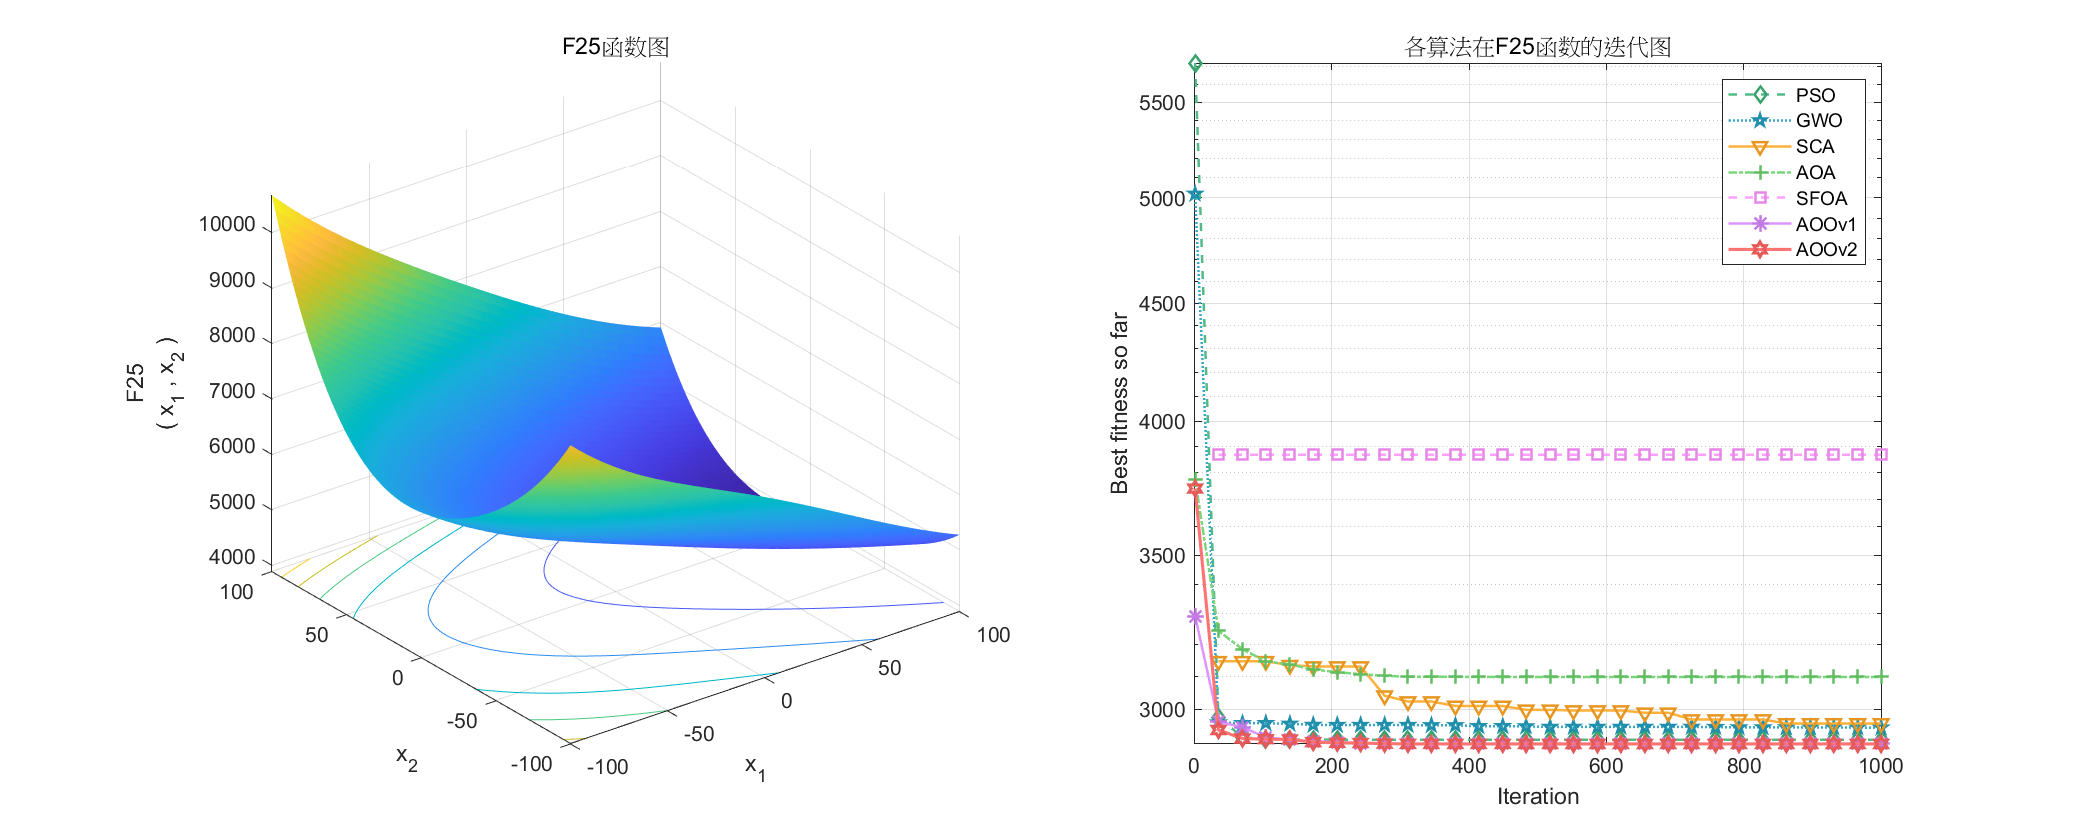 F25函数图
10000
9000
8000
7000
6000
5000
4000
F25
( x1 , x2 )
100
50
0
-50
-100
x2
-100
-50
0
50
100
x1
各算法在F25函数的迭代图
5500
5000
4500
4000
3500
3000
Best fitness so far
0 200 400 600 800 1000
Iteration
PSO
GWO
SCA
AOA
SFOA
AOOv1
AOOv2